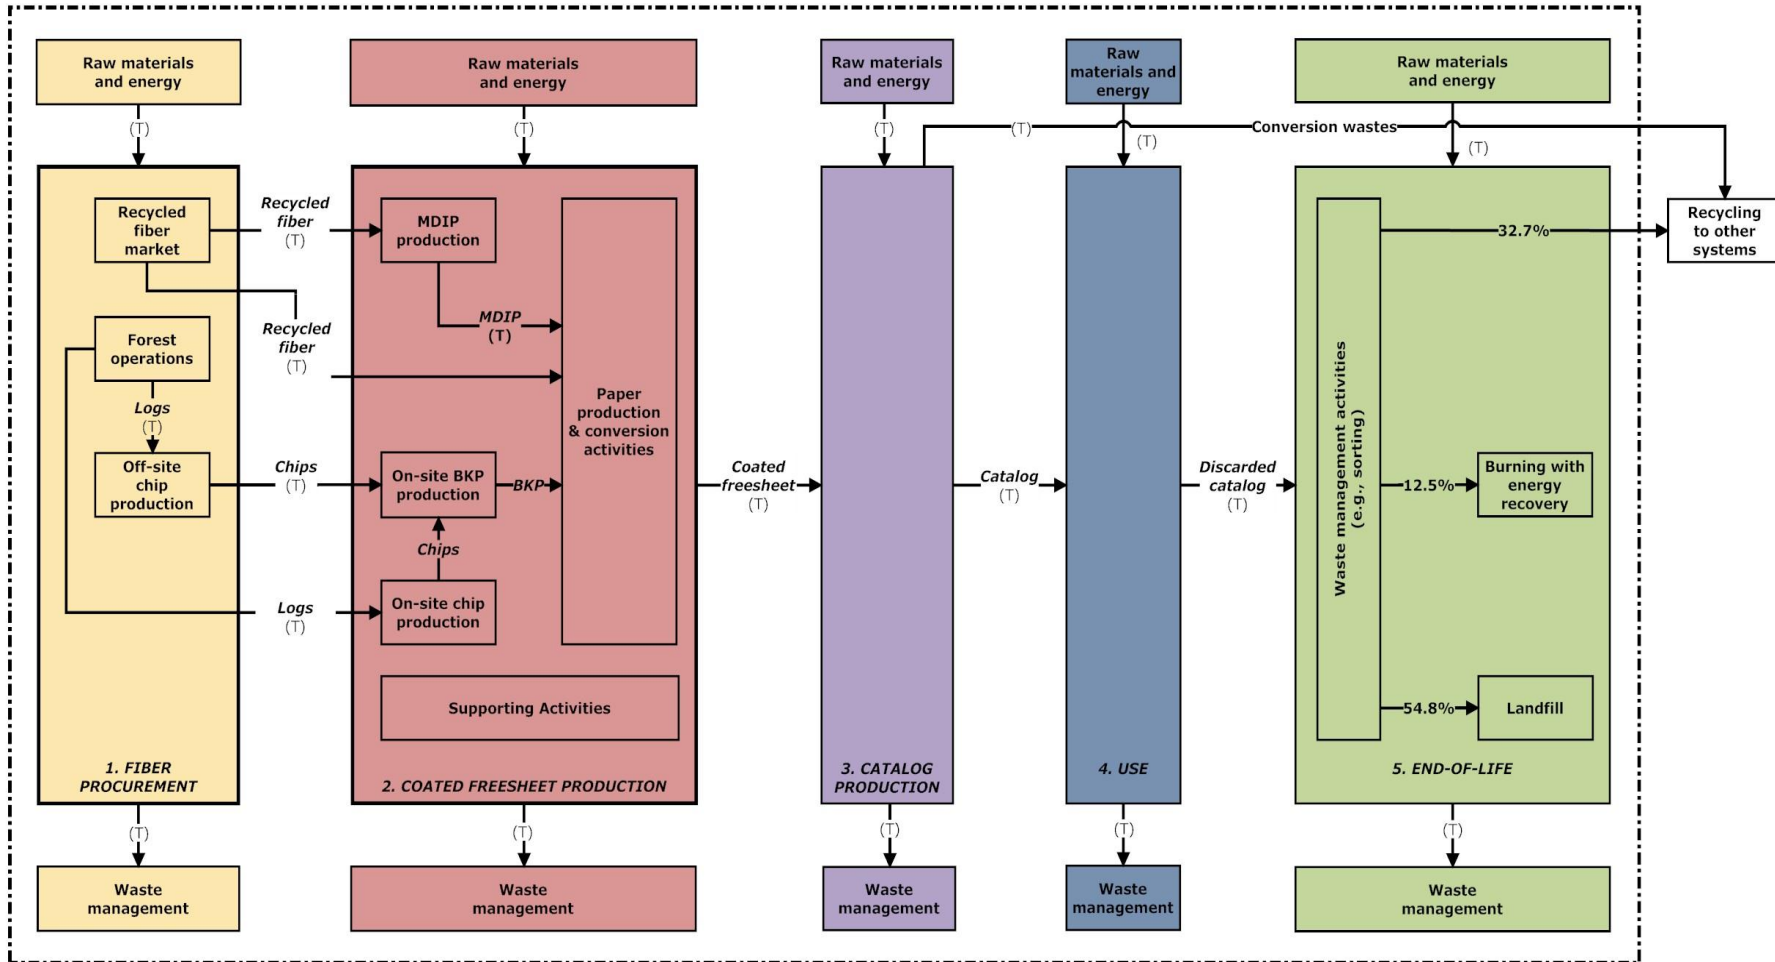 Raw materials
and energy
(T)
Recycled
fiber
market
Forest
operations
Logs
(T)
Off-site
chip
production
1. FIBER
PROCUREMENT
(T)
Waste
management
Recycled
fiber
(T)
Recycled
fiber
(T)
Chips
(T)
Logs
(T)
Raw materials
and energy
(T)
MDIP
production
MDIP
(T)
Paper
production
& conversion
activities
On-site BKP
production
BKP
Chips
On-site chip
production
Supporting Activities
2. COATED FREESHEET PRODUCTION
(T)
Waste
management
Coated
freesheet
(T)
Raw materials
and energy
(T)
3. CATALOG
PRODUCTION
(T)
Waste
management
(T)
Conversion wastes
Catalog
(T)
Raw
materials and
energy
(T)
4. USE
(T)
Waste
management
Discarded
catalog
(T)
Raw materials
and energy
(T)
Waste management activities
(e.g., sorting)
32.7%
12.5%
Burning with
energy
recovery
54.8%
Landfill
5. END-OF-LIFE
(T)
Waste
management
Recycling
to other
systems